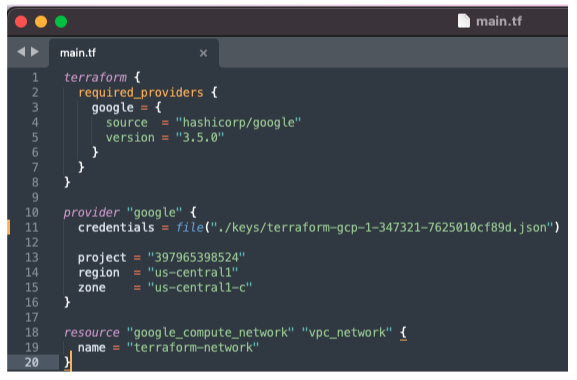 main.tf
main.tf ×
1 terraform {
2 required_providers {
3 google = {
4 source = "hashicorp/google"
5 version = "3.5.0"
6 }
7 }
8 }
9
10 provider "google" {
11 credentials = file("./keys/terraform-gcp-1-347321-7625010cf89d.json")
12
13 project = "397965398524"
14 region = "us-central1"
15 zone = "us-central1-c"
16 }
17
18 resource "google_compute_network" "vpc_network" {
19 name = "terraform-network"
20 }